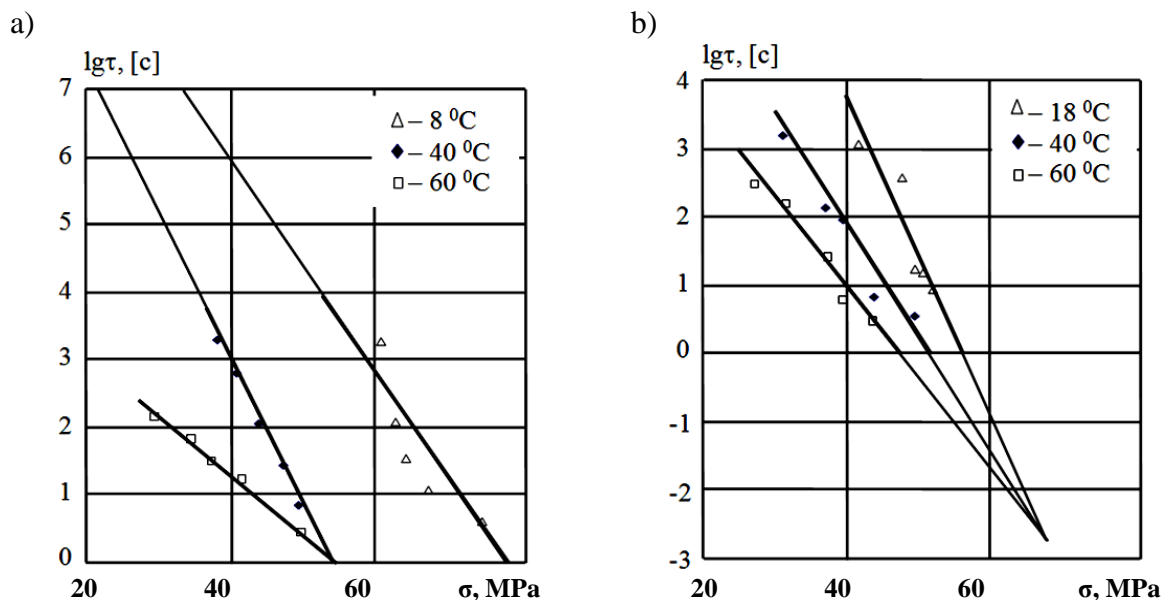 a)
lgτ, [c]
7
6
5
4
3
2
1
0
20 40 60 σ, MPa
△ – 8 ⁰C
◆ – 40 ⁰C
□ – 60 ⁰C
b)
lgτ, [c]
4
3
2
1
0
-1
-2
-3
20 40 60 σ, MPa
△ – 18 ⁰C
◆ – 40 ⁰C
□ – 60 ⁰C